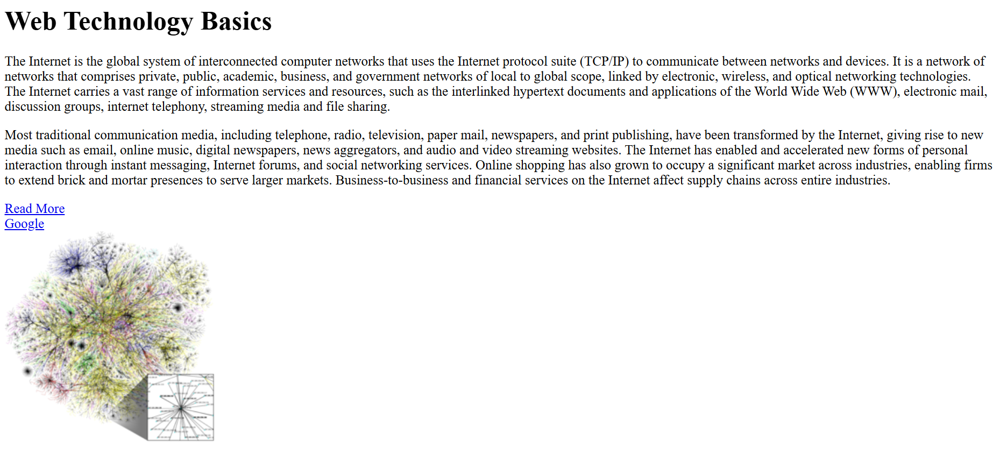 Web Technology Basics
The Internet is the global system of interconnected computer networks that uses the Internet protocol suite (TCP/IP) to communicate between networks and devices. It is a network of
networks that comprises private, public, academic, business, and government networks of local to global scope, linked by electronic, wireless, and optical networking technologies.
The Internet carries a vast range of information services and resources, such as the interlinked hypertext documents and applications of the World Wide Web (WWW), electronic mail,
discussion groups, internet telephony, streaming media and file sharing.
Most traditional communication media, including telephone, radio, television, paper mail, newspapers, and print publishing, have been transformed by the Internet, giving rise to new
media such as email, online music, digital newspapers, news aggregators, and audio and video streaming websites. The Internet has enabled and accelerated new forms of personal
interaction through instant messaging, Internet forums, and social networking services. Online shopping has also grown to occupy a significant market across industries, enabling firms
to extend brick and mortar presences to serve larger markets. Business-to-business and financial services on the Internet affect supply chains across entire industries.
Read More
Google